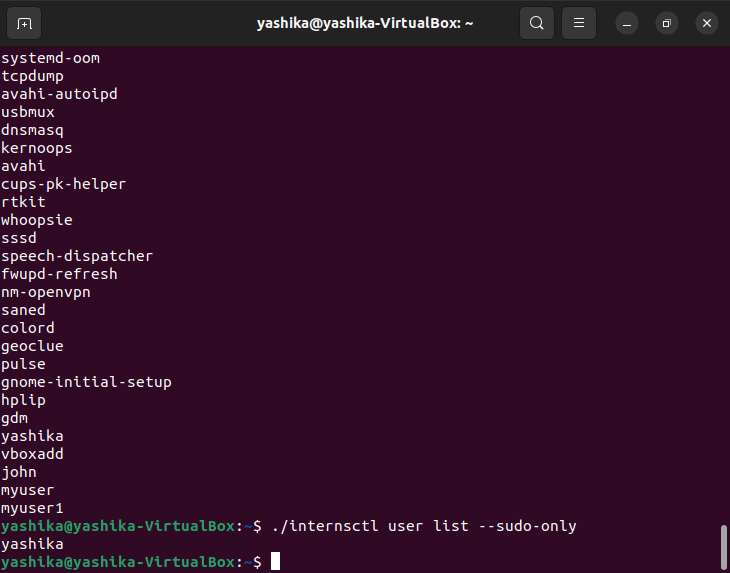 yashika@yashika-VirtualBox: ~
systemd-oom
tcpdump
avahi-autoipd
usbmux
dnsmasq
kernoops
avahi
cups-pk-helper
rtkit
whoopsie
sssd
speech-dispatcher
fwupd-refresh
nm-openvpn
saned
colord
geoclue
pulse
gnome-initial-setup
hplip
gdm
yashika
vboxadd
john
myuser
myuser1
yashika@yashika-VirtualBox:~$ ./internsctl user list --sudo-only
yashika
yashika@yashika-VirtualBox:~$